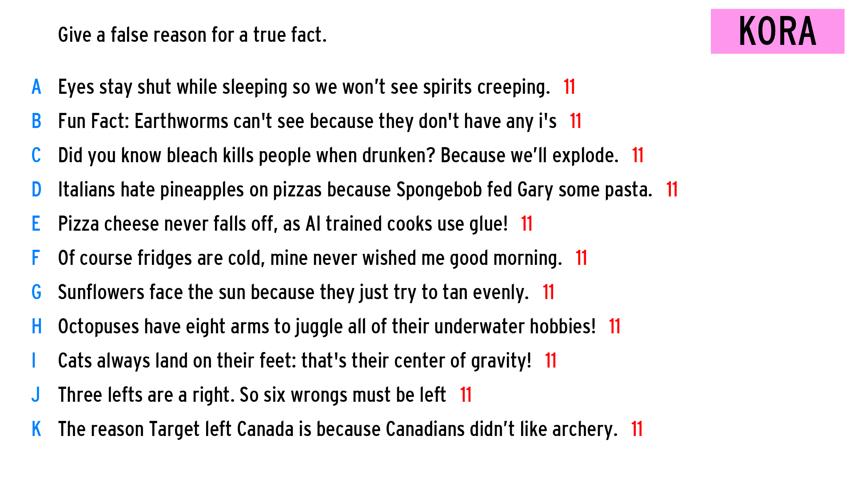 Give a false reason for a true fact.
KORA
A Eyes stay shut while sleeping so we won’t see spirits creeping. 11
B Fun Fact: Earthworms can't see because they don't have any i's 11
C Did you know bleach kills people when drunken? Because we’ll explode. 11
D Italians hate pineapples on pizzas because Spongebob fed Gary some pasta. 11
E Pizza cheese never falls off, as AI trained cooks use glue! 11
F Of course fridges are cold, mine never wished me good morning. 11
G Sunflowers face the sun because they just try to tan evenly. 11
H Octopuses have eight arms to juggle all of their underwater hobbies! 11
I Cats always land on their feet: that's their center of gravity! 11
J Three lefts are a right. So six wrongs must be left 11
K The reason Target left Canada is because Canadians didn’t like archery. 11